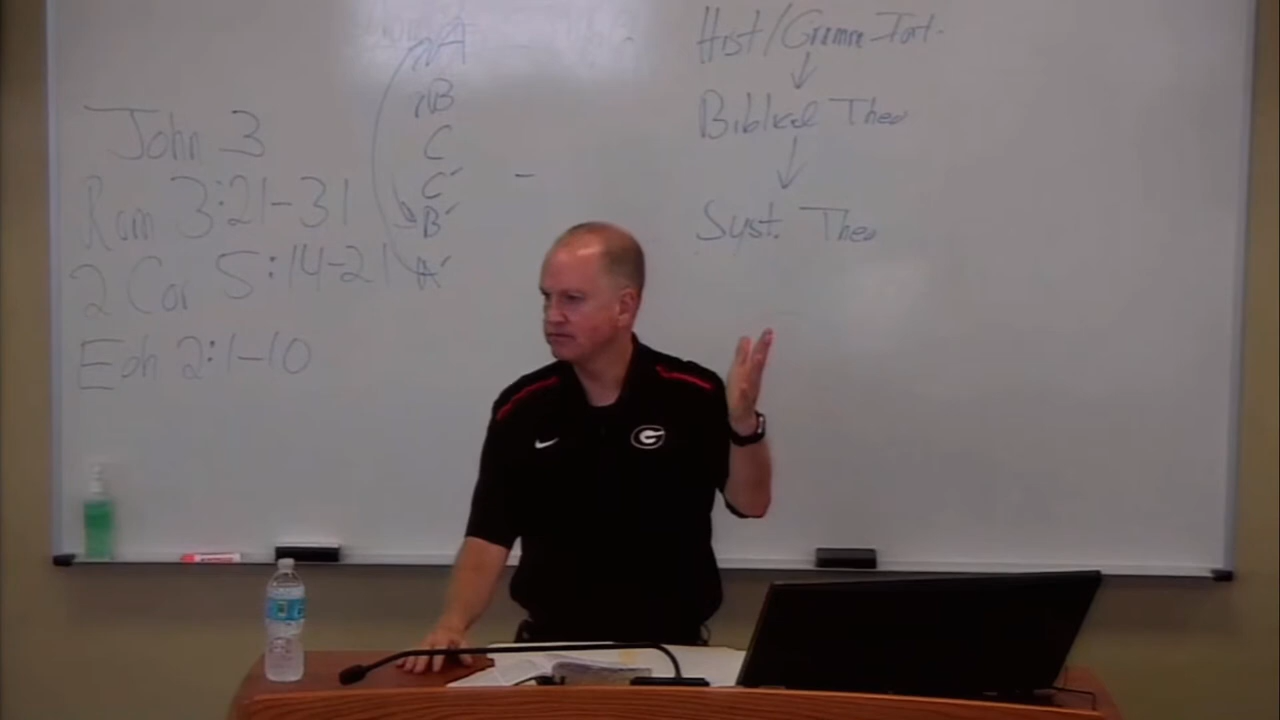 John 3
Rom 3:21-31
2 Cor 5:14-21
Eph 2:1-10
A
B
C
C´
B´
A´
Hist/Gramm Int.
Biblical Theo
Syst. Theo
G